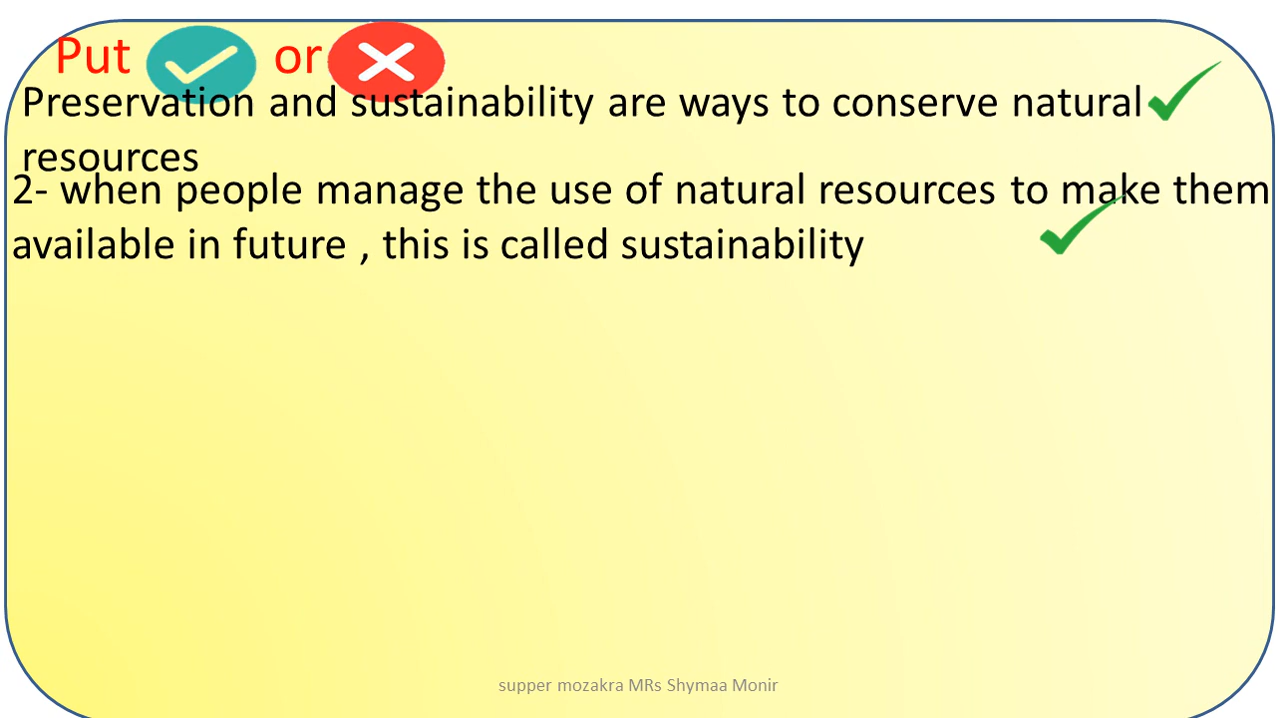 Put or
Preservation and sustainability are ways to conserve natural
resources
2- when people manage the use of natural resources to make them
available in future , this is called sustainability
supper mozakra MRs Shymaa Monir